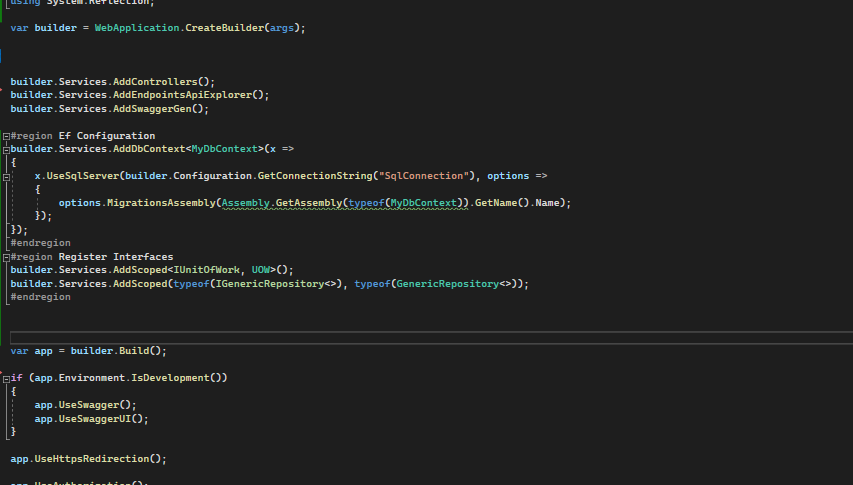 using System.Reflection;
var builder = WebApplication.CreateBuilder(args);
builder.Services.AddControllers();
builder.Services.AddEndpointsApiExplorer();
builder.Services.AddSwaggerGen();
#region Ef Configuration
builder.Services.AddDbContext<MyDbContext>(x =>
{
x.UseSqlServer(builder.Configuration.GetConnectionString("SqlConnection"), options =>
{
options.MigrationsAssembly(Assembly.GetAssembly(typeof(MyDbContext)).GetName().Name);
});
});
#endregion
#region Register Interfaces
builder.Services.AddScoped<IUnitOfWork, UOW>();
builder.Services.AddScoped(typeof(IGenericRepository<>), typeof(GenericRepository<>));
#endregion
var app = builder.Build();
if (app.Environment.IsDevelopment())
{
app.UseSwagger();
app.UseSwaggerUI();
}
app.UseHttpsRedirection();
app.UseAuthorization();